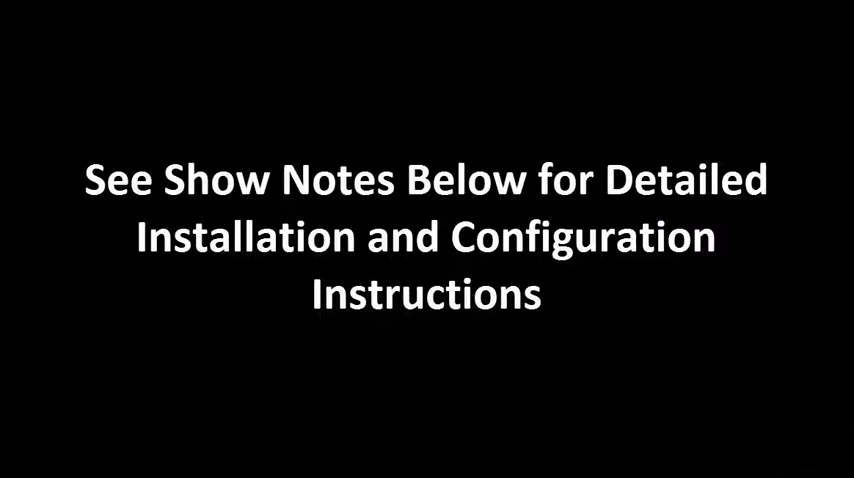 See Show Notes Below for Detailed
Installation and Configuration
Instructions